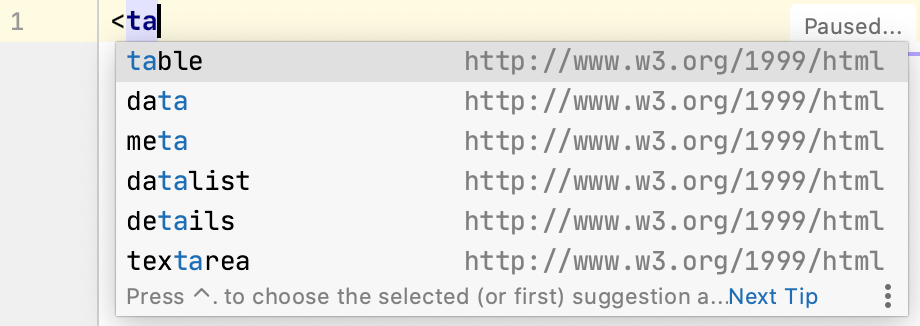 1 <ta
Paused...
table http://www.w3.org/1999/html
data http://www.w3.org/1999/html
meta http://www.w3.org/1999/html
datalist http://www.w3.org/1999/html
details http://www.w3.org/1999/html
textarea http://www.w3.org/1999/html
Press ^. to choose the selected (or first) suggestion a... Next Tip